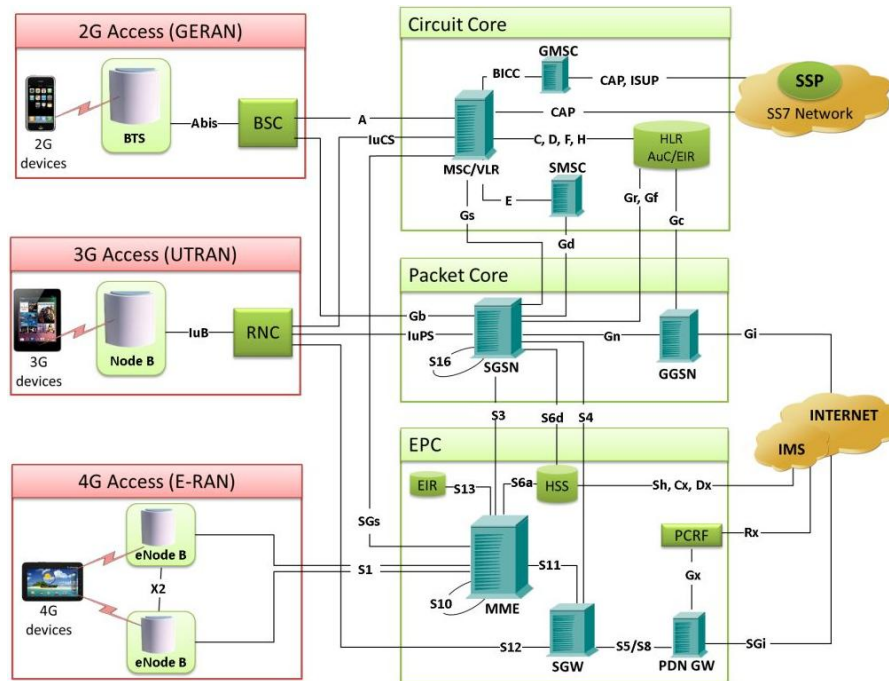 2G Access (GERAN)
2G
devices
BTS
Abis
BSC
3G Access (UTRAN)
3G
devices
Node B
IuB
RNC
4G Access (E-RAN)
4G
devices
eNode B
X2
eNode B
A
IuCS
SGs
S1
Circuit Core
GMSC
BICC
CAP, ISUP
CAP
C, D, F, H
MSC/VLR
SMSC
E
Gs
Gd
HLR
AuC/EIR
Gr, Gf
Gc
SSP
SS7 Network
Packet Core
Gb
IuPS
S16
SGSN
Gn
GGSN
Gi
S3
S6d
S4
EPC
EIR
S13
S6a
HSS
Sh, Cx, Dx
INTERNET
IMS
PCRF
Rx
Gx
S11
S10
MME
S12
SGW
S5/S8
PDN GW
SGi